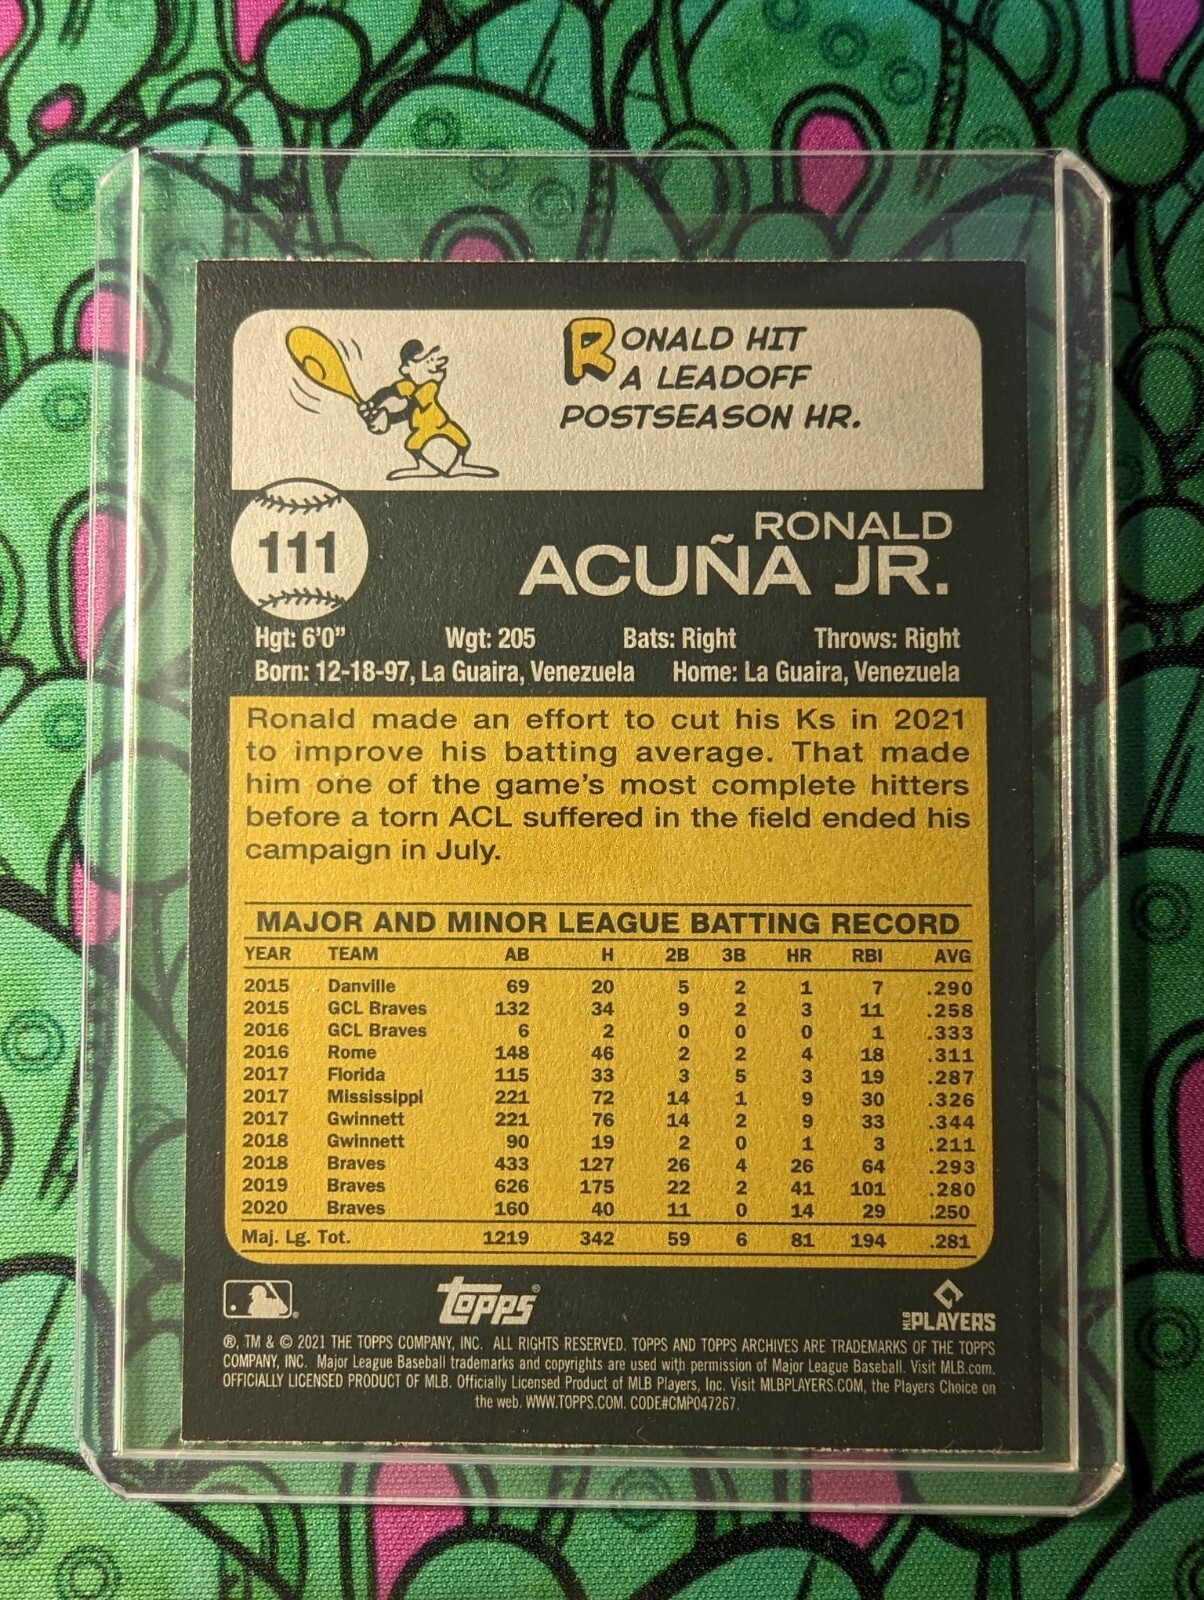 RONALD HIT
A LEADOFF
POSTSEASON HR.
111
RONALD
ACUÑA JR.
Hgt: 6'0" Wgt: 205 Bats: Right Throws: Right
Born: 12-18-97, La Guaira, Venezuela Home: La Guaira, Venezuela
Ronald made an effort to cut his Ks in 2021
to improve his batting average. That made
him one of the game's most complete hitters
before a torn ACL suffered in the field ended his
campaign in July.
MAJOR AND MINOR LEAGUE BATTING RECORD
YEAR TEAM AB H 2B 3B HR RBI AVG
2015 Danville 69 20 5 2 1 7 .290
2015 GCL Braves 132 34 9 2 3 11 .258
2016 GCL Braves 6 2 0 0 0 1 .333
2016 Rome 148 46 2 2 4 18 .311
2017 Florida 115 33 3 5 3 19 .287
2017 Mississippi 221 72 14 1 9 30 .326
2017 Gwinnett 221 76 14 2 9 33 .344
2018 Gwinnett 90 19 2 0 1 3 .211
2018 Braves 433 127 26 4 26 64 .293
2019 Braves 626 175 22 2 41 101 .280
2020 Braves 160 40 11 0 14 29 .250
Maj. Lg. Tot. 1219 342 59 6 81 194 .281
topps® MLB PLAYERS
®, TM & © 2021 THE TOPPS COMPANY, INC. ALL RIGHTS RESERVED. TOPPS AND TOPPS ARCHIVES ARE TRADEMARKS OF THE TOPPS
COMPANY, INC. Major League Baseball trademarks and copyrights are used with permission of Major League Baseball. Visit MLB.com.
OFFICIALLY LICENSED PRODUCT OF MLB. Officially Licensed Product of MLB Players, Inc. Visit MLBPLAYERS.COM, the Players Choice on
the web. WWW.TOPPS.COM. CODE#CMP047267.